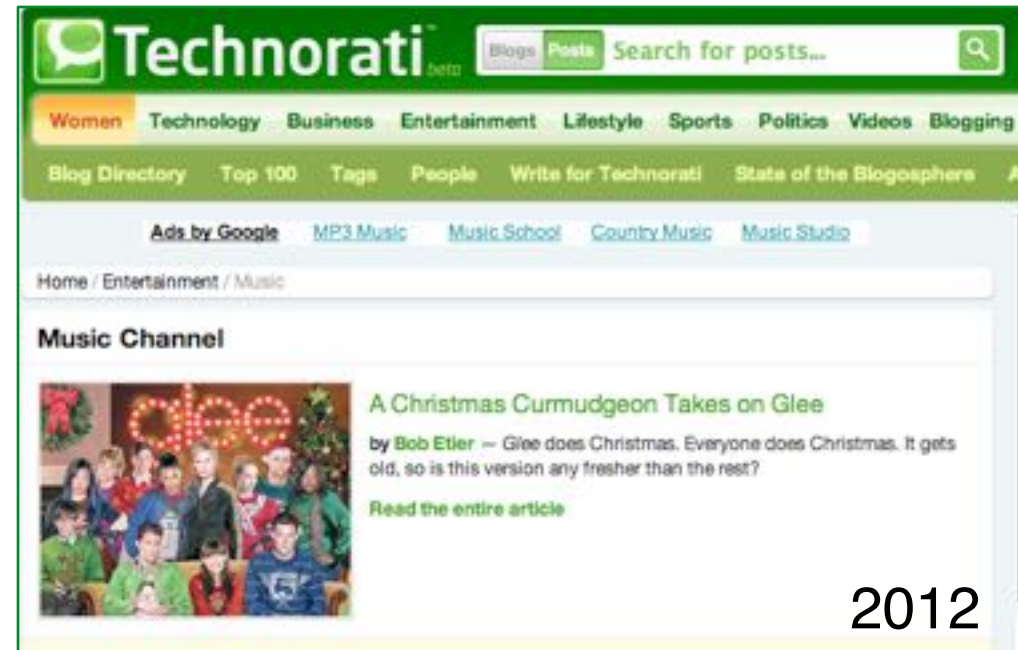 Technorati™ beta Blogs Posts Search for posts...
Women Technology Business Entertainment Lifestyle Sports Politics Videos Blogging
Blog Directory Top 100 Tags People Write for Technorati State of the Blogosphere A
Ads by Google MP3 Music Music School Country Music Music Studio
Home / Entertainment / Music
Music Channel
glee
A Christmas Curmudgeon Takes on Glee
by Bob Etier — Glee does Christmas. Everyone does Christmas. It gets
old, so is this version any fresher than the rest?
Read the entire article
2012